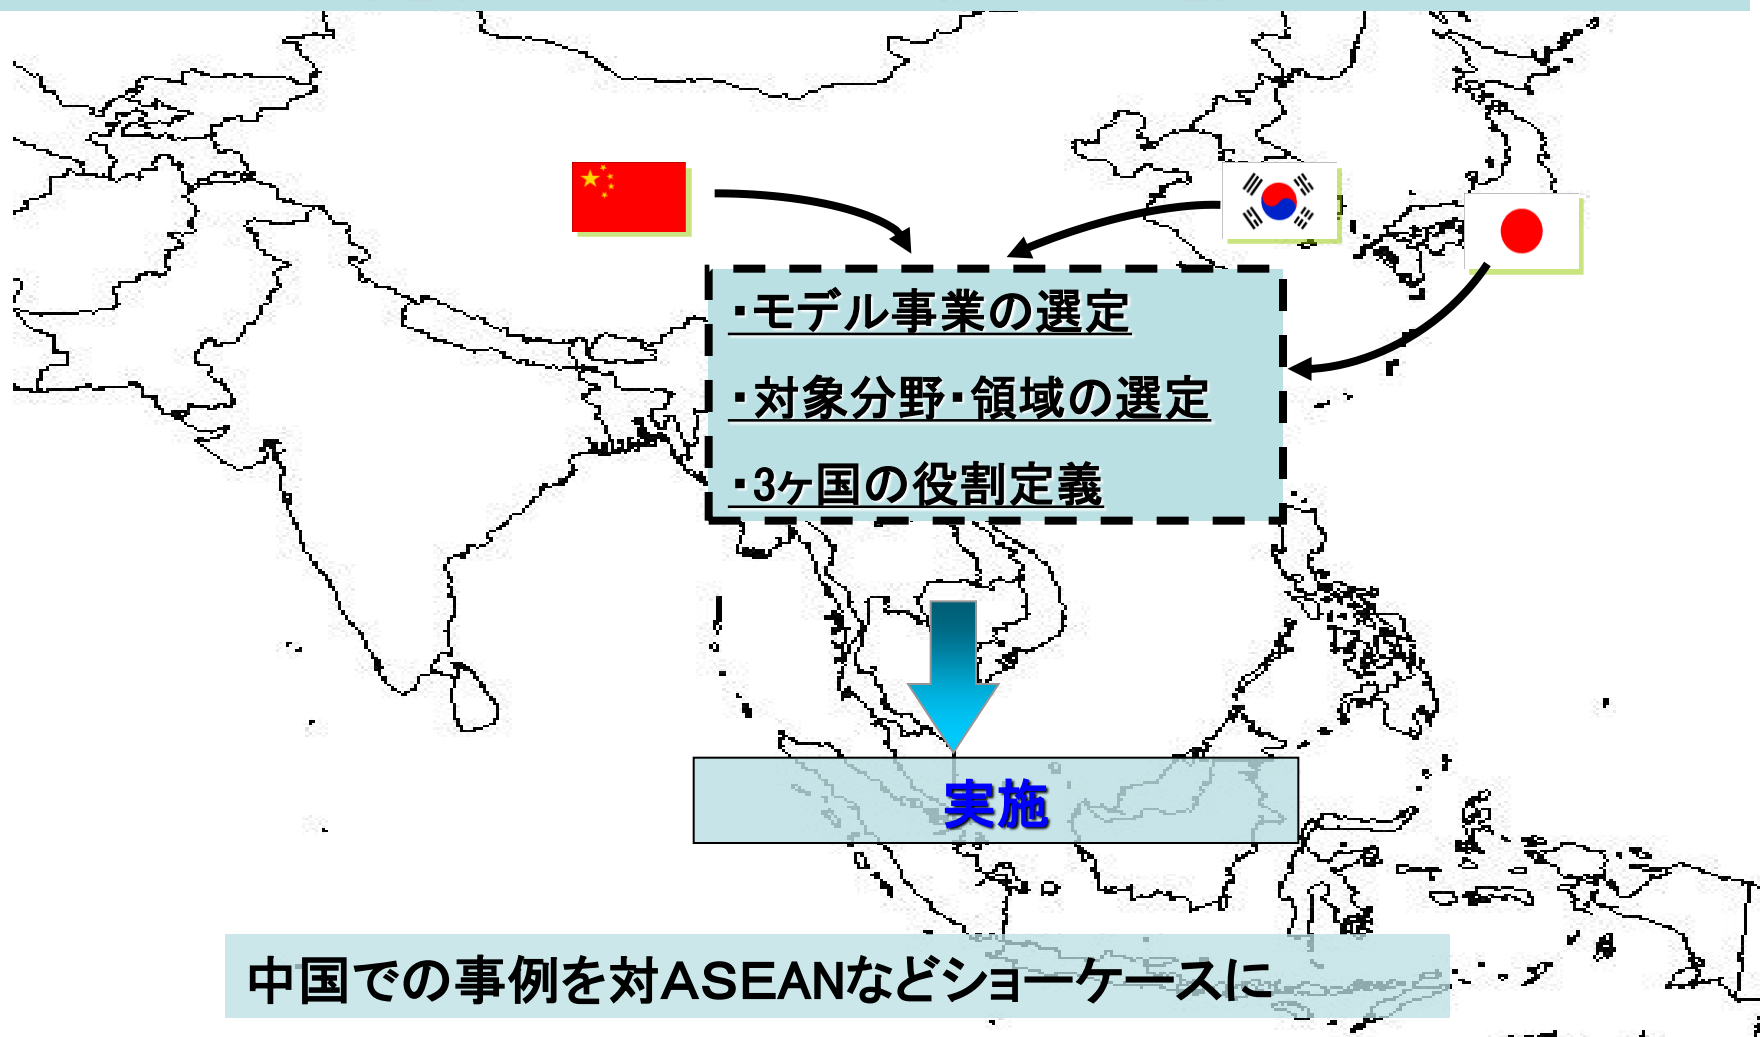 ・モデル事業の選定
・対象分野・領域の選定
・3ヶ国の役割定義
実施
中国での事例を対ASEANなどショーケースに